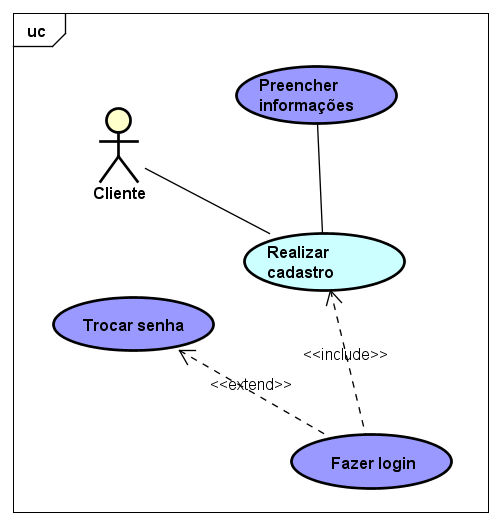 uc
Preencher
informações
Cliente
Realizar
cadastro
Trocar senha
<<include>>
<<extend>>
Fazer login